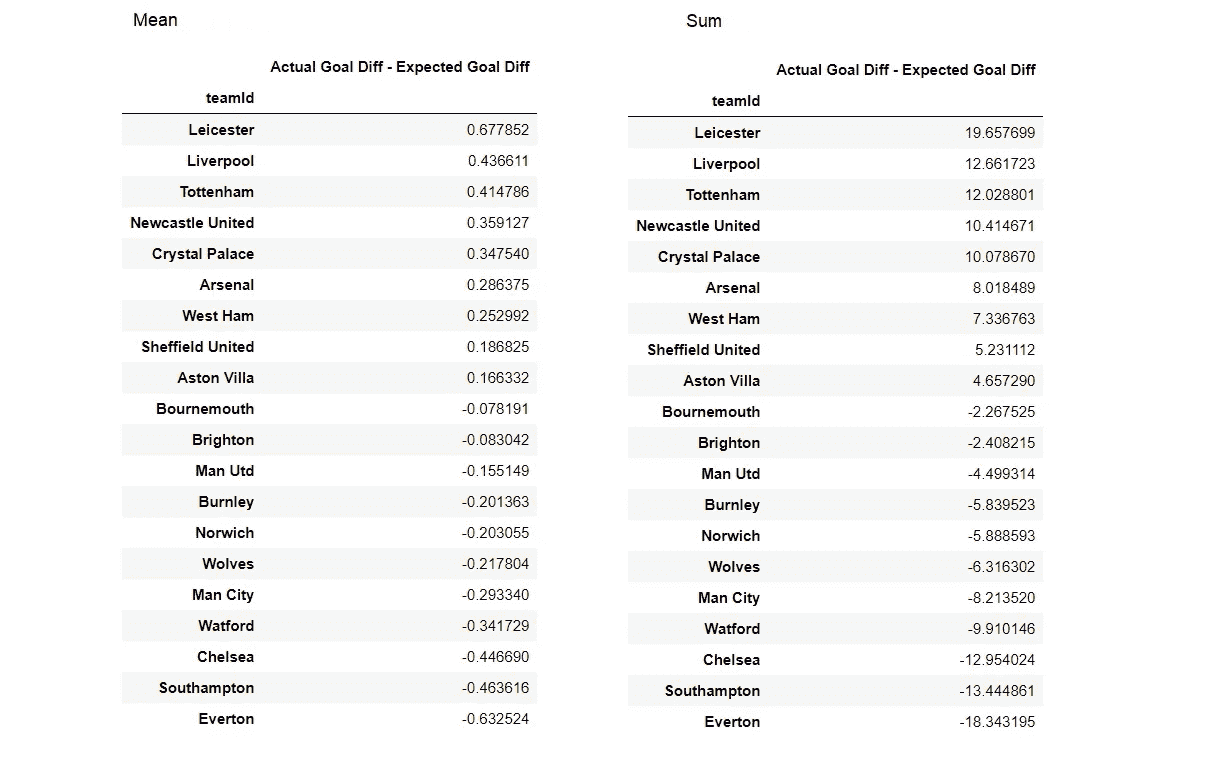 Mean
Actual Goal Diff - Expected Goal Diff
teamId
Leicester 0.677852
Liverpool 0.436611
Tottenham 0.414786
Newcastle United 0.359127
Crystal Palace 0.347540
Arsenal 0.286375
West Ham 0.252992
Sheffield United 0.186825
Aston Villa 0.166332
Bournemouth -0.078191
Brighton -0.083042
Man Utd -0.155149
Burnley -0.201363
Norwich -0.203055
Wolves -0.217804
Man City -0.293340
Watford -0.341729
Chelsea -0.446690
Southampton -0.463616
Everton -0.632524
Sum
Actual Goal Diff - Expected Goal Diff
teamId
Leicester 19.657699
Liverpool 12.661723
Tottenham 12.028801
Newcastle United 10.414671
Crystal Palace 10.078670
Arsenal 8.018489
West Ham 7.336763
Sheffield United 5.231112
Aston Villa 4.657290
Bournemouth -2.267525
Brighton -2.408215
Man Utd -4.499314
Burnley -5.839523
Norwich -5.888593
Wolves -6.316302
Man City -8.213520
Watford -9.910146
Chelsea -12.954024
Southampton -13.444861
Everton -18.343195